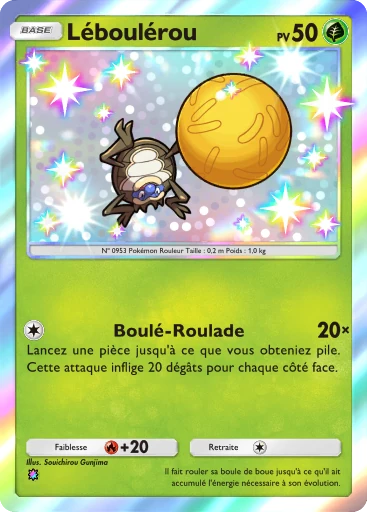 BASE Léboulérou PV 50
N° 0953 Pokémon Rouleur Taille : 0,2 m Poids : 1,0 kg
Boulé-Roulade 20×
Lancez une pièce jusqu'à ce que vous obteniez pile.
Cette attaque inflige 20 dégâts pour chaque côté face.
Faiblesse +20 Retraite
Illus. Souichirou Gunjima
Il fait rouler sa boule de boue jusqu'à ce qu'il ait
accumulé l'énergie nécessaire à son évolution.